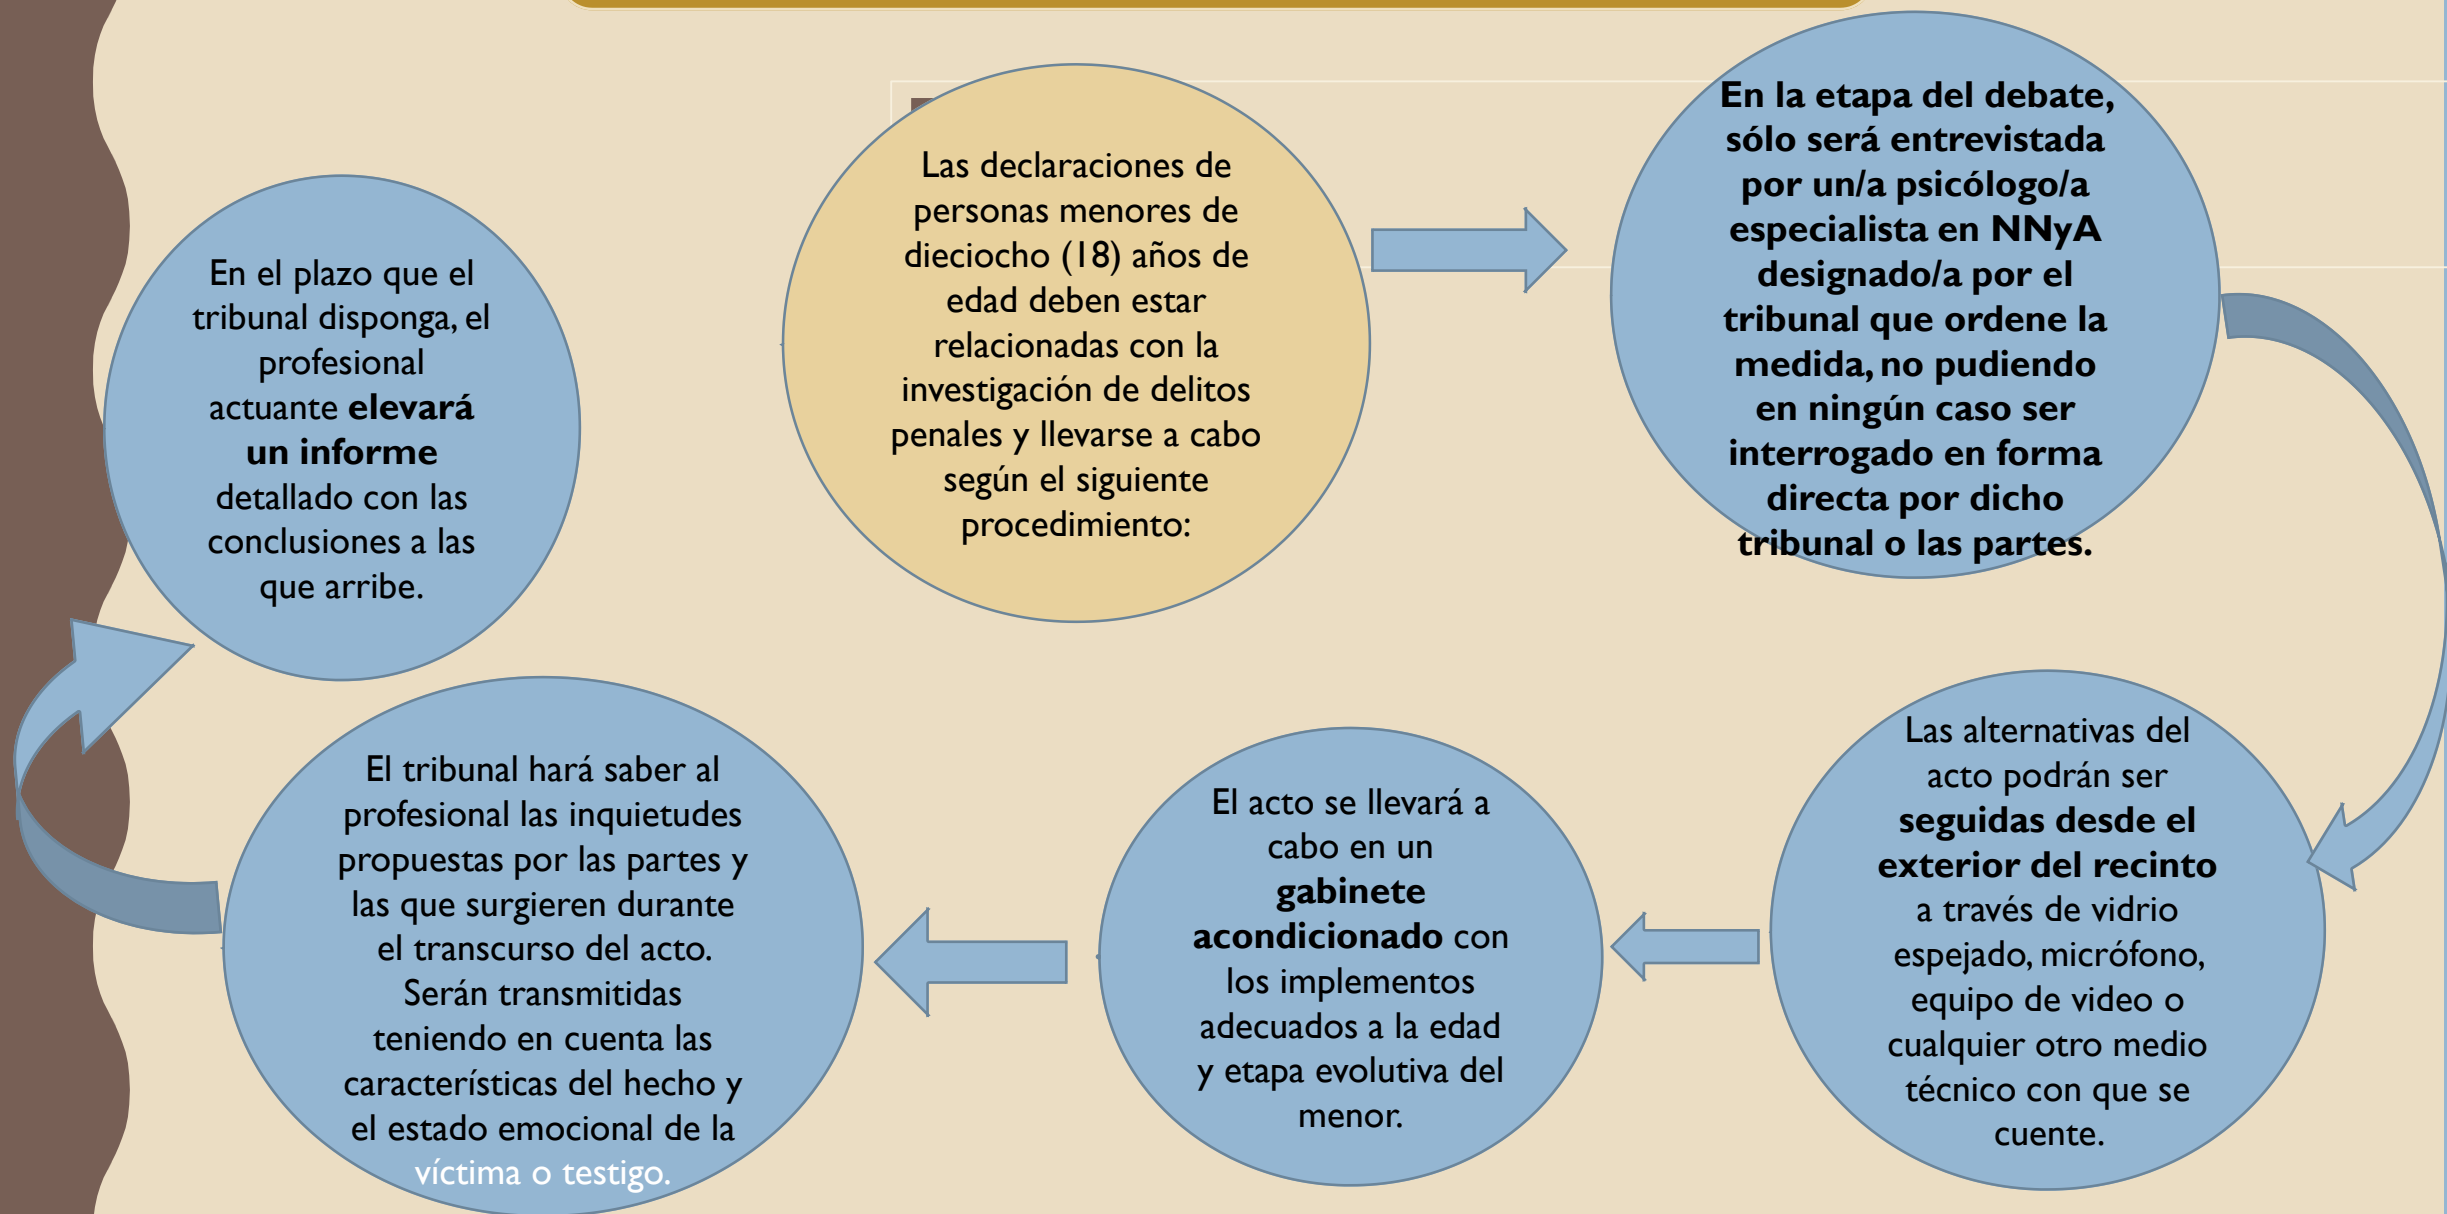 Las declaraciones de
personas menores de
dieciocho (18) años de
edad deben estar
relacionadas con la
investigación de delitos
penales y llevarse a cabo
según el siguiente
procedimiento:
En la etapa del debate,
sólo será entrevistada
por un/a psicólogo/a
especialista en NNyA
designado/a por el
tribunal que ordene la
medida, no pudiendo
en ningún caso ser
interrogado en forma
directa por dicho
tribunal o las partes.
Las alternativas del
acto podrán ser
seguidas desde el
exterior del recinto
a través de vidrio
espejado, micrófono,
equipo de video o
cualquier otro medio
técnico con que se
cuente.
El acto se llevará a
cabo en un
gabinete
acondicionado con
los implementos
adecuados a la edad
y etapa evolutiva del
menor.
El tribunal hará saber al
profesional las inquietudes
propuestas por las partes y
las que surgieren durante
el transcurso del acto.
Serán transmitidas
teniendo en cuenta las
características del hecho y
el estado emocional de la
víctima o testigo.
En el plazo que el
tribunal disponga, el
profesional
actuante elevará
un informe
detallado con las
conclusiones a las
que arribe.